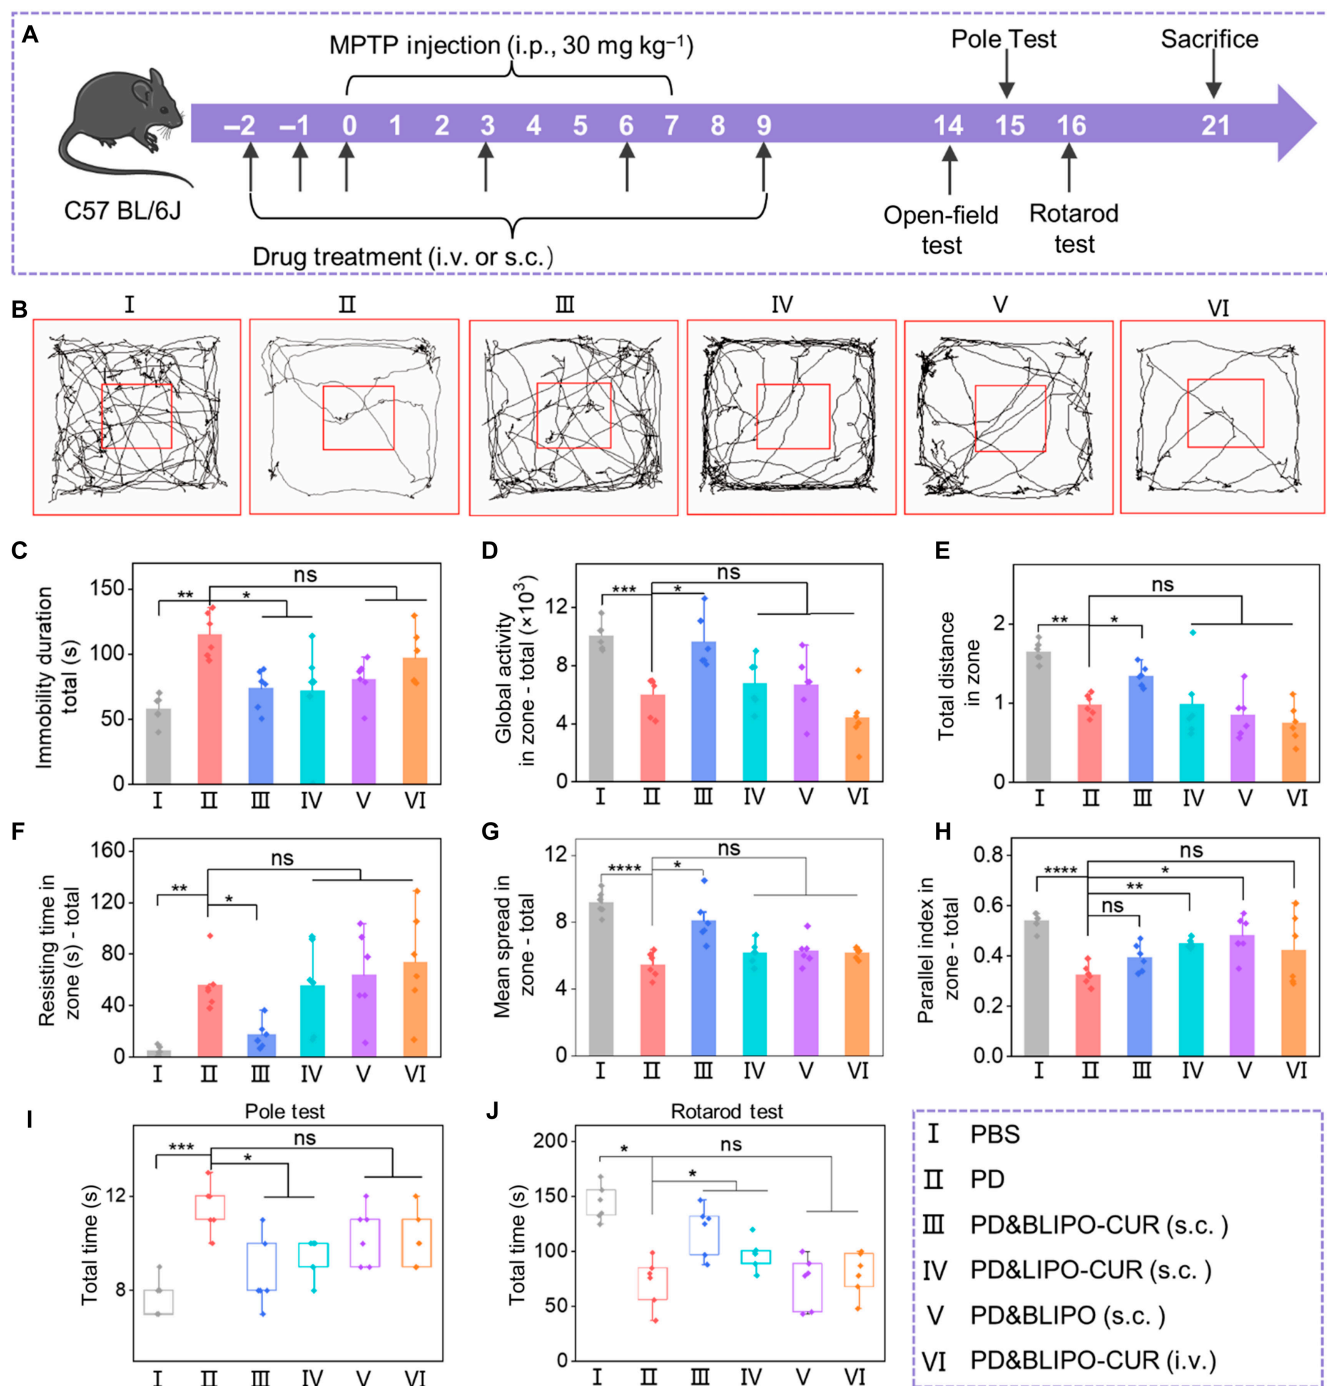 A
MPTP injection (i.p., 30 mg kg⁻¹)
Pole Test
Sacrifice
–2 –1 0 1 2 3 4 5 6 7 8 9 14 15 16 21
C57 BL/6J
Drug treatment (i.v. or s.c.)
Open-field
test
Rotarod
test
B
I II III IV V VI
C
Immobility duration
total (s)
150
100
50
0
** * ns
I II III IV V VI
D
Global activity
in zone - total (×10³)
12
8
4
0
*** * ns
I II III IV V VI
E
Total distance
in zone
2
1
0
** * ns
I II III IV V VI
F
Resisting time in
zone (s) - total
160
120
80
40
0
** * ns
I II III IV V VI
G
Mean spread in
zone - total
12
8
4
0
**** * ns
I II III IV V VI
H
Parallel index in
zone - total
0.8
0.6
0.4
0.2
0.0
**** ns ** * ns
I II III IV V VI
I
Pole test
Total time (s)
12
8
*** * ns
I II III IV V VI
J
Rotarod test
Total time (s)
200
150
100
50
0
* * ns
I II III IV V VI
I PBS
II PD
III PD&BLIPO-CUR (s.c. )
IV PD&LIPO-CUR (s.c. )
V PD&BLIPO (s.c. )
VI PD&BLIPO-CUR (i.v.)